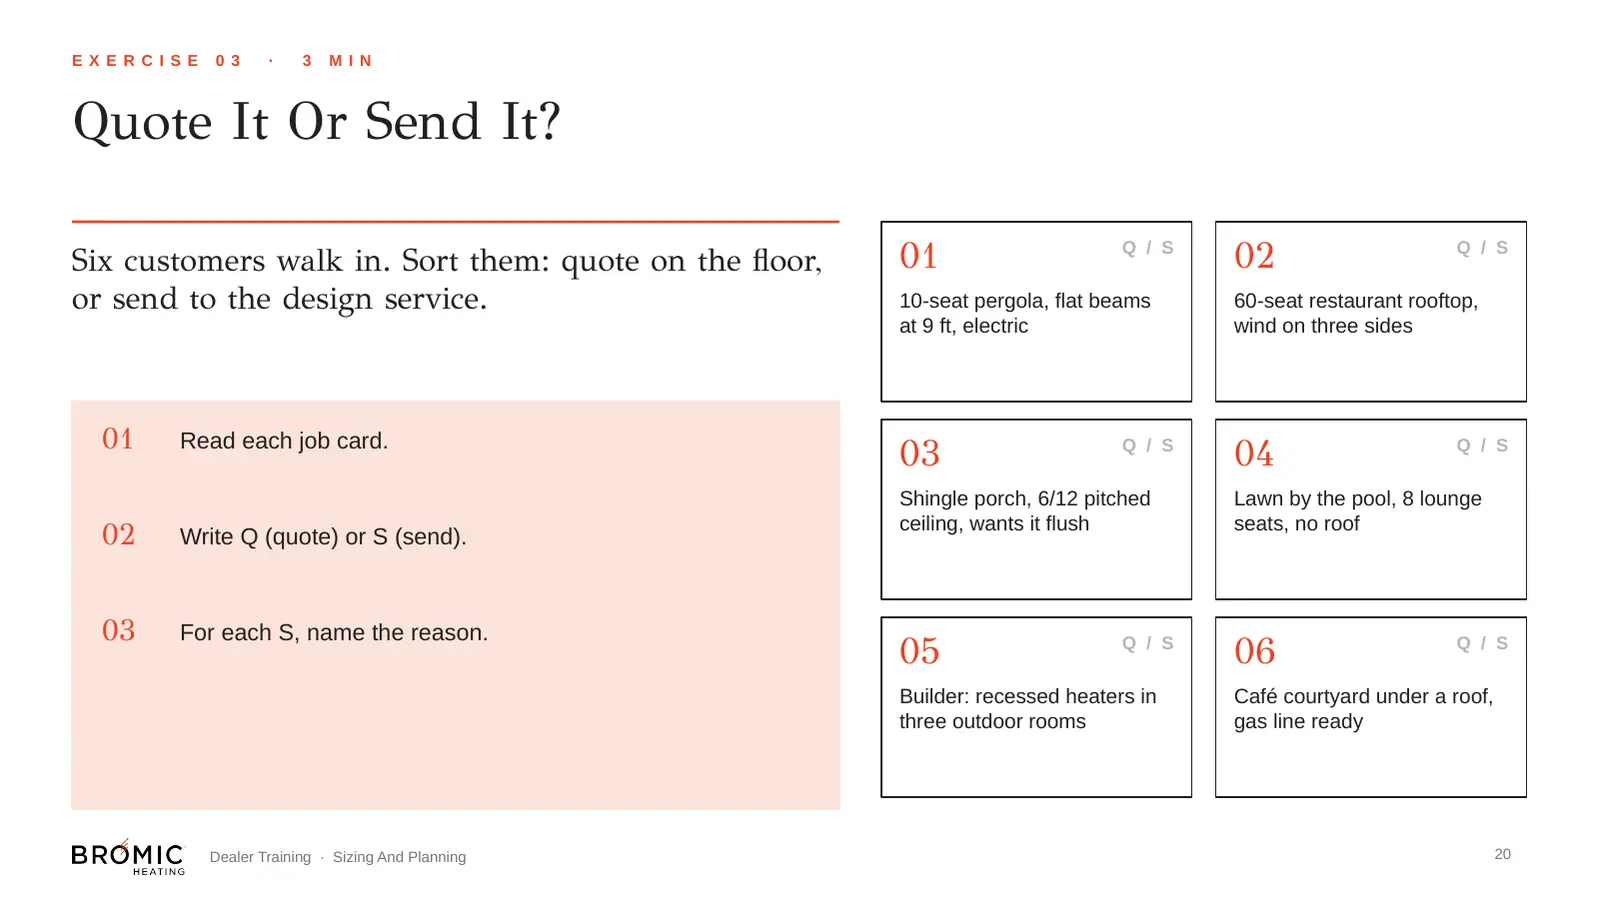 EXERCISE 03 · 3 MIN
Quote It Or Send It?
Six customers walk in. Sort them: quote on the floor,
or send to the design service.
01 Read each job card.
02 Write Q (quote) or S (send).
03 For each S, name the reason.
01 Q / S
10-seat pergola, flat beams
at 9 ft, electric
02 Q / S
60-seat restaurant rooftop,
wind on three sides
03 Q / S
Shingle porch, 6/12 pitched
ceiling, wants it flush
04 Q / S
Lawn by the pool, 8 lounge
seats, no roof
05 Q / S
Builder: recessed heaters in
three outdoor rooms
06 Q / S
Café courtyard under a roof,
gas line ready
BROMIC
HEATING
Dealer Training · Sizing And Planning
20